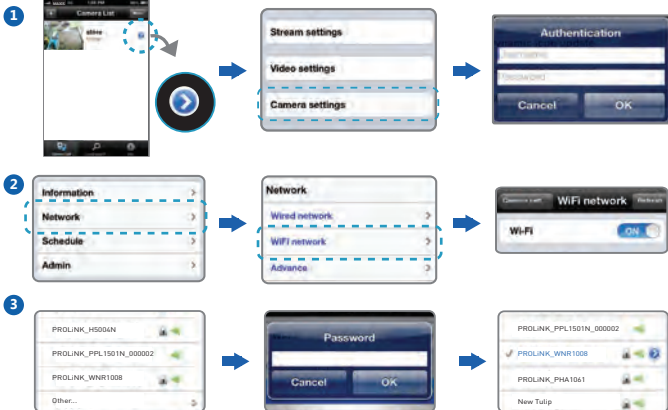 1
Camera List
Stream settings
Video settings
Camera settings
Authentication
Cancel OK
2
Information
Network
Schedule
Admin
Network
Wired network
WiFi network
Advance
WiFi network
Wi-Fi ON
3
PROLiNK_H5004N
PROLiNK_PPL1501N_000002
PROLiNK_WNR1008
Other...
Password
Cancel OK
PROLiNK_PPL1501N_000002
PROLiNK_WNR1008
PROLiNK_PHA1061
New Tulip